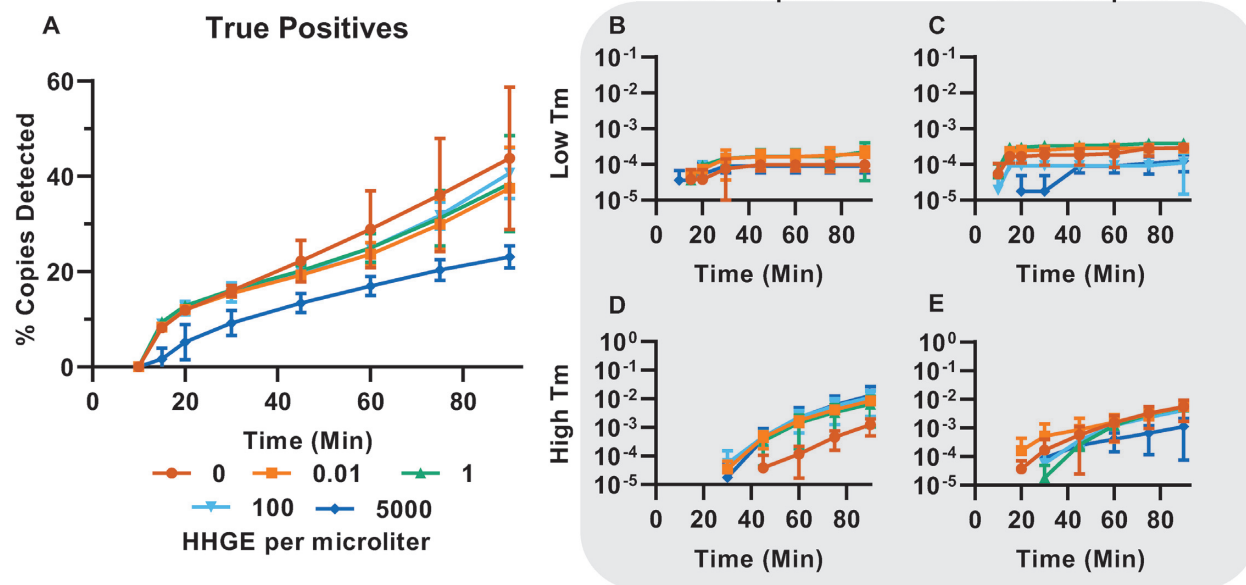 A
True Positives
% Copies Detected
60
40
20
0
0 20 40 60 80
Time (Min)
0 0.01 1
100 5000
HHGE per microliter
B
C
Low Tm
10-1
10-2
10-3
10-4
10-5
0 20 40 60 80
Time (Min)
10-1
10-2
10-3
10-4
10-5
0 20 40 60 80
Time (Min)
D
E
High Tm
100
10-1
10-2
10-3
10-4
10-5
0 20 40 60 80
Time (Min)
100
10-1
10-2
10-3
10-4
10-5
0 20 40 60 80
Time (Min)